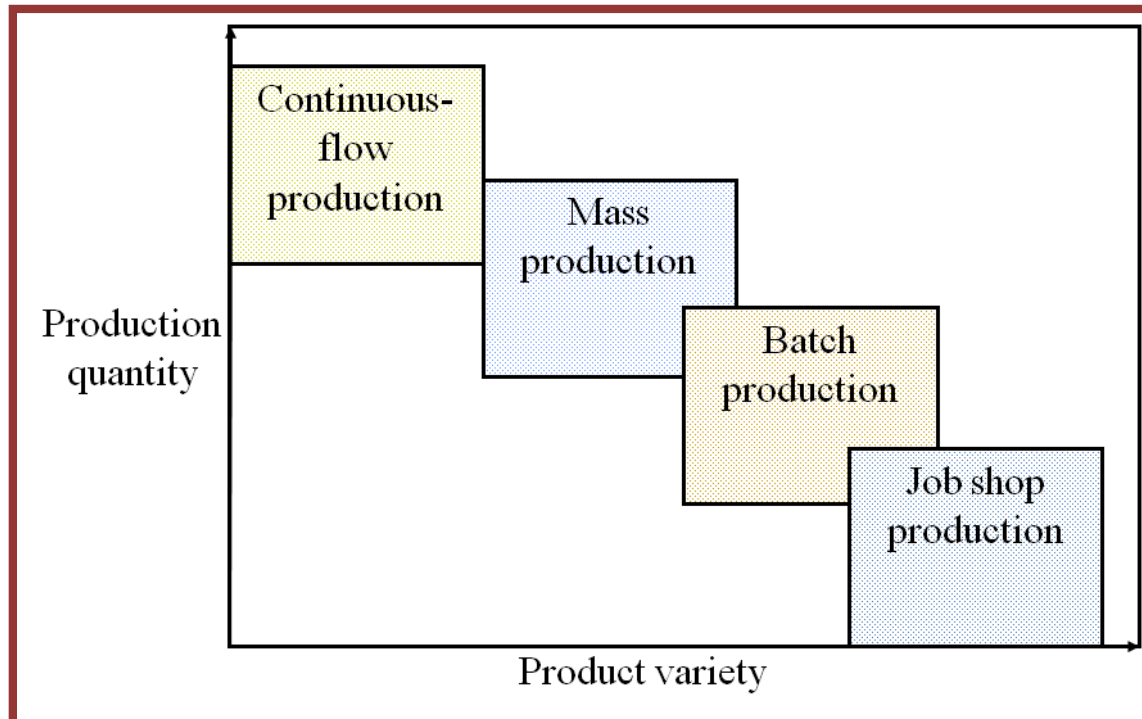 Continuous-
flow
production
Mass
production
Batch
production
Job shop
production
Production
quantity
Product variety